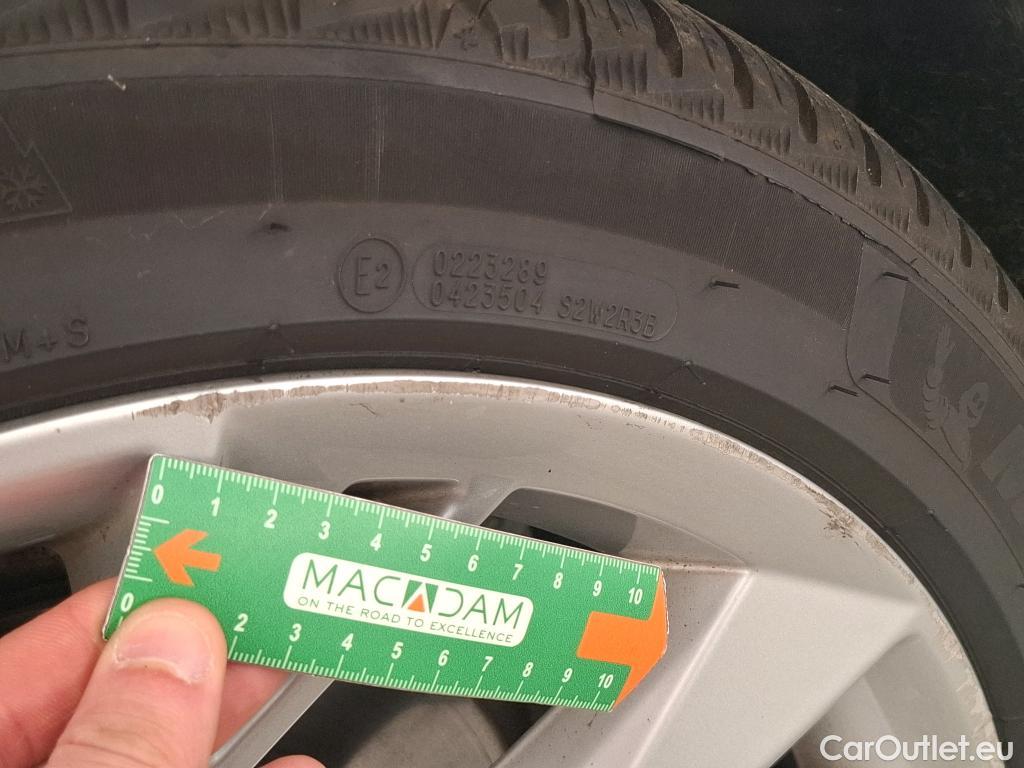 E2
0223289
0423504 S2W2R3B
M+S
0 1 2 3 4 5 6 7 8 9 10
MACADAM
ON THE ROAD TO EXCELLENCE
0 2 3 4 5 6 7 8 9 10
CarOutlet.eu